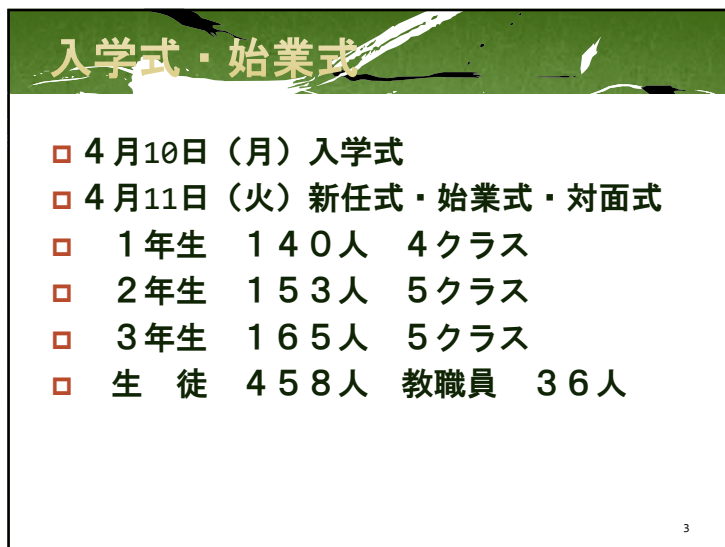 入学式・始業式
４月10日（月）入学式
４月11日（火）新任式・始業式・対面式
１年生　１４０人　４クラス
２年生　１５３人　５クラス
３年生　１６５人　５クラス
生　徒　４５８人　教職員　３６人
3